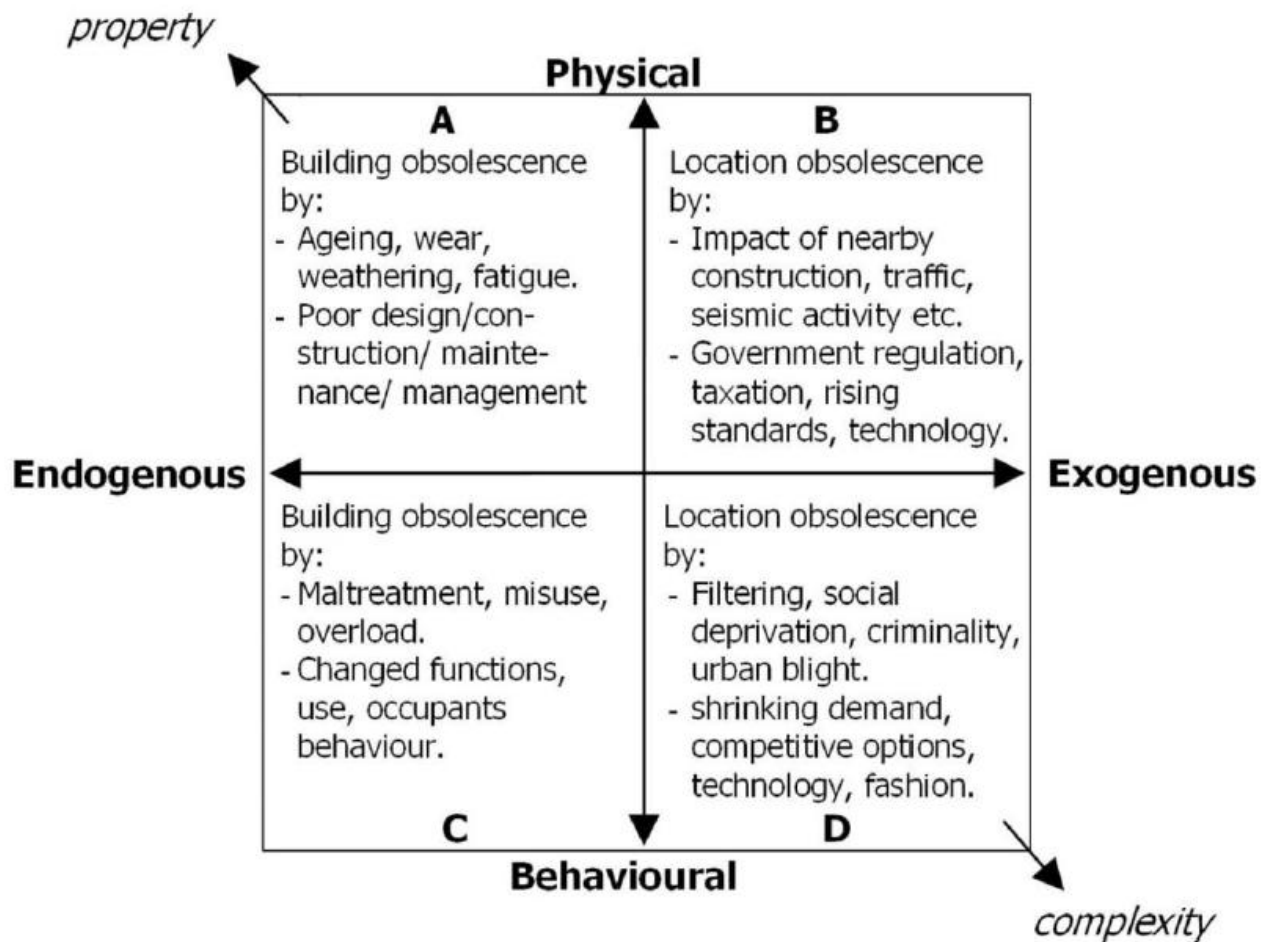 property
Physical
A
Building obsolescence
by:
- Ageing, wear,
weathering, fatigue.
- Poor design/con-
struction/ mainte-
nance/ management
B
Location obsolescence
by:
- Impact of nearby
construction, traffic,
seismic activity etc.
- Government regulation,
taxation, rising
standards, technology.
Endogenous
Exogenous
Building obsolescence
by:
- Maltreatment, misuse,
overload.
- Changed functions,
use, occupants
behaviour.
C
Location obsolescence
by:
- Filtering, social
deprivation, criminality,
urban blight.
- shrinking demand,
competitive options,
technology, fashion.
D
Behavioural
complexity